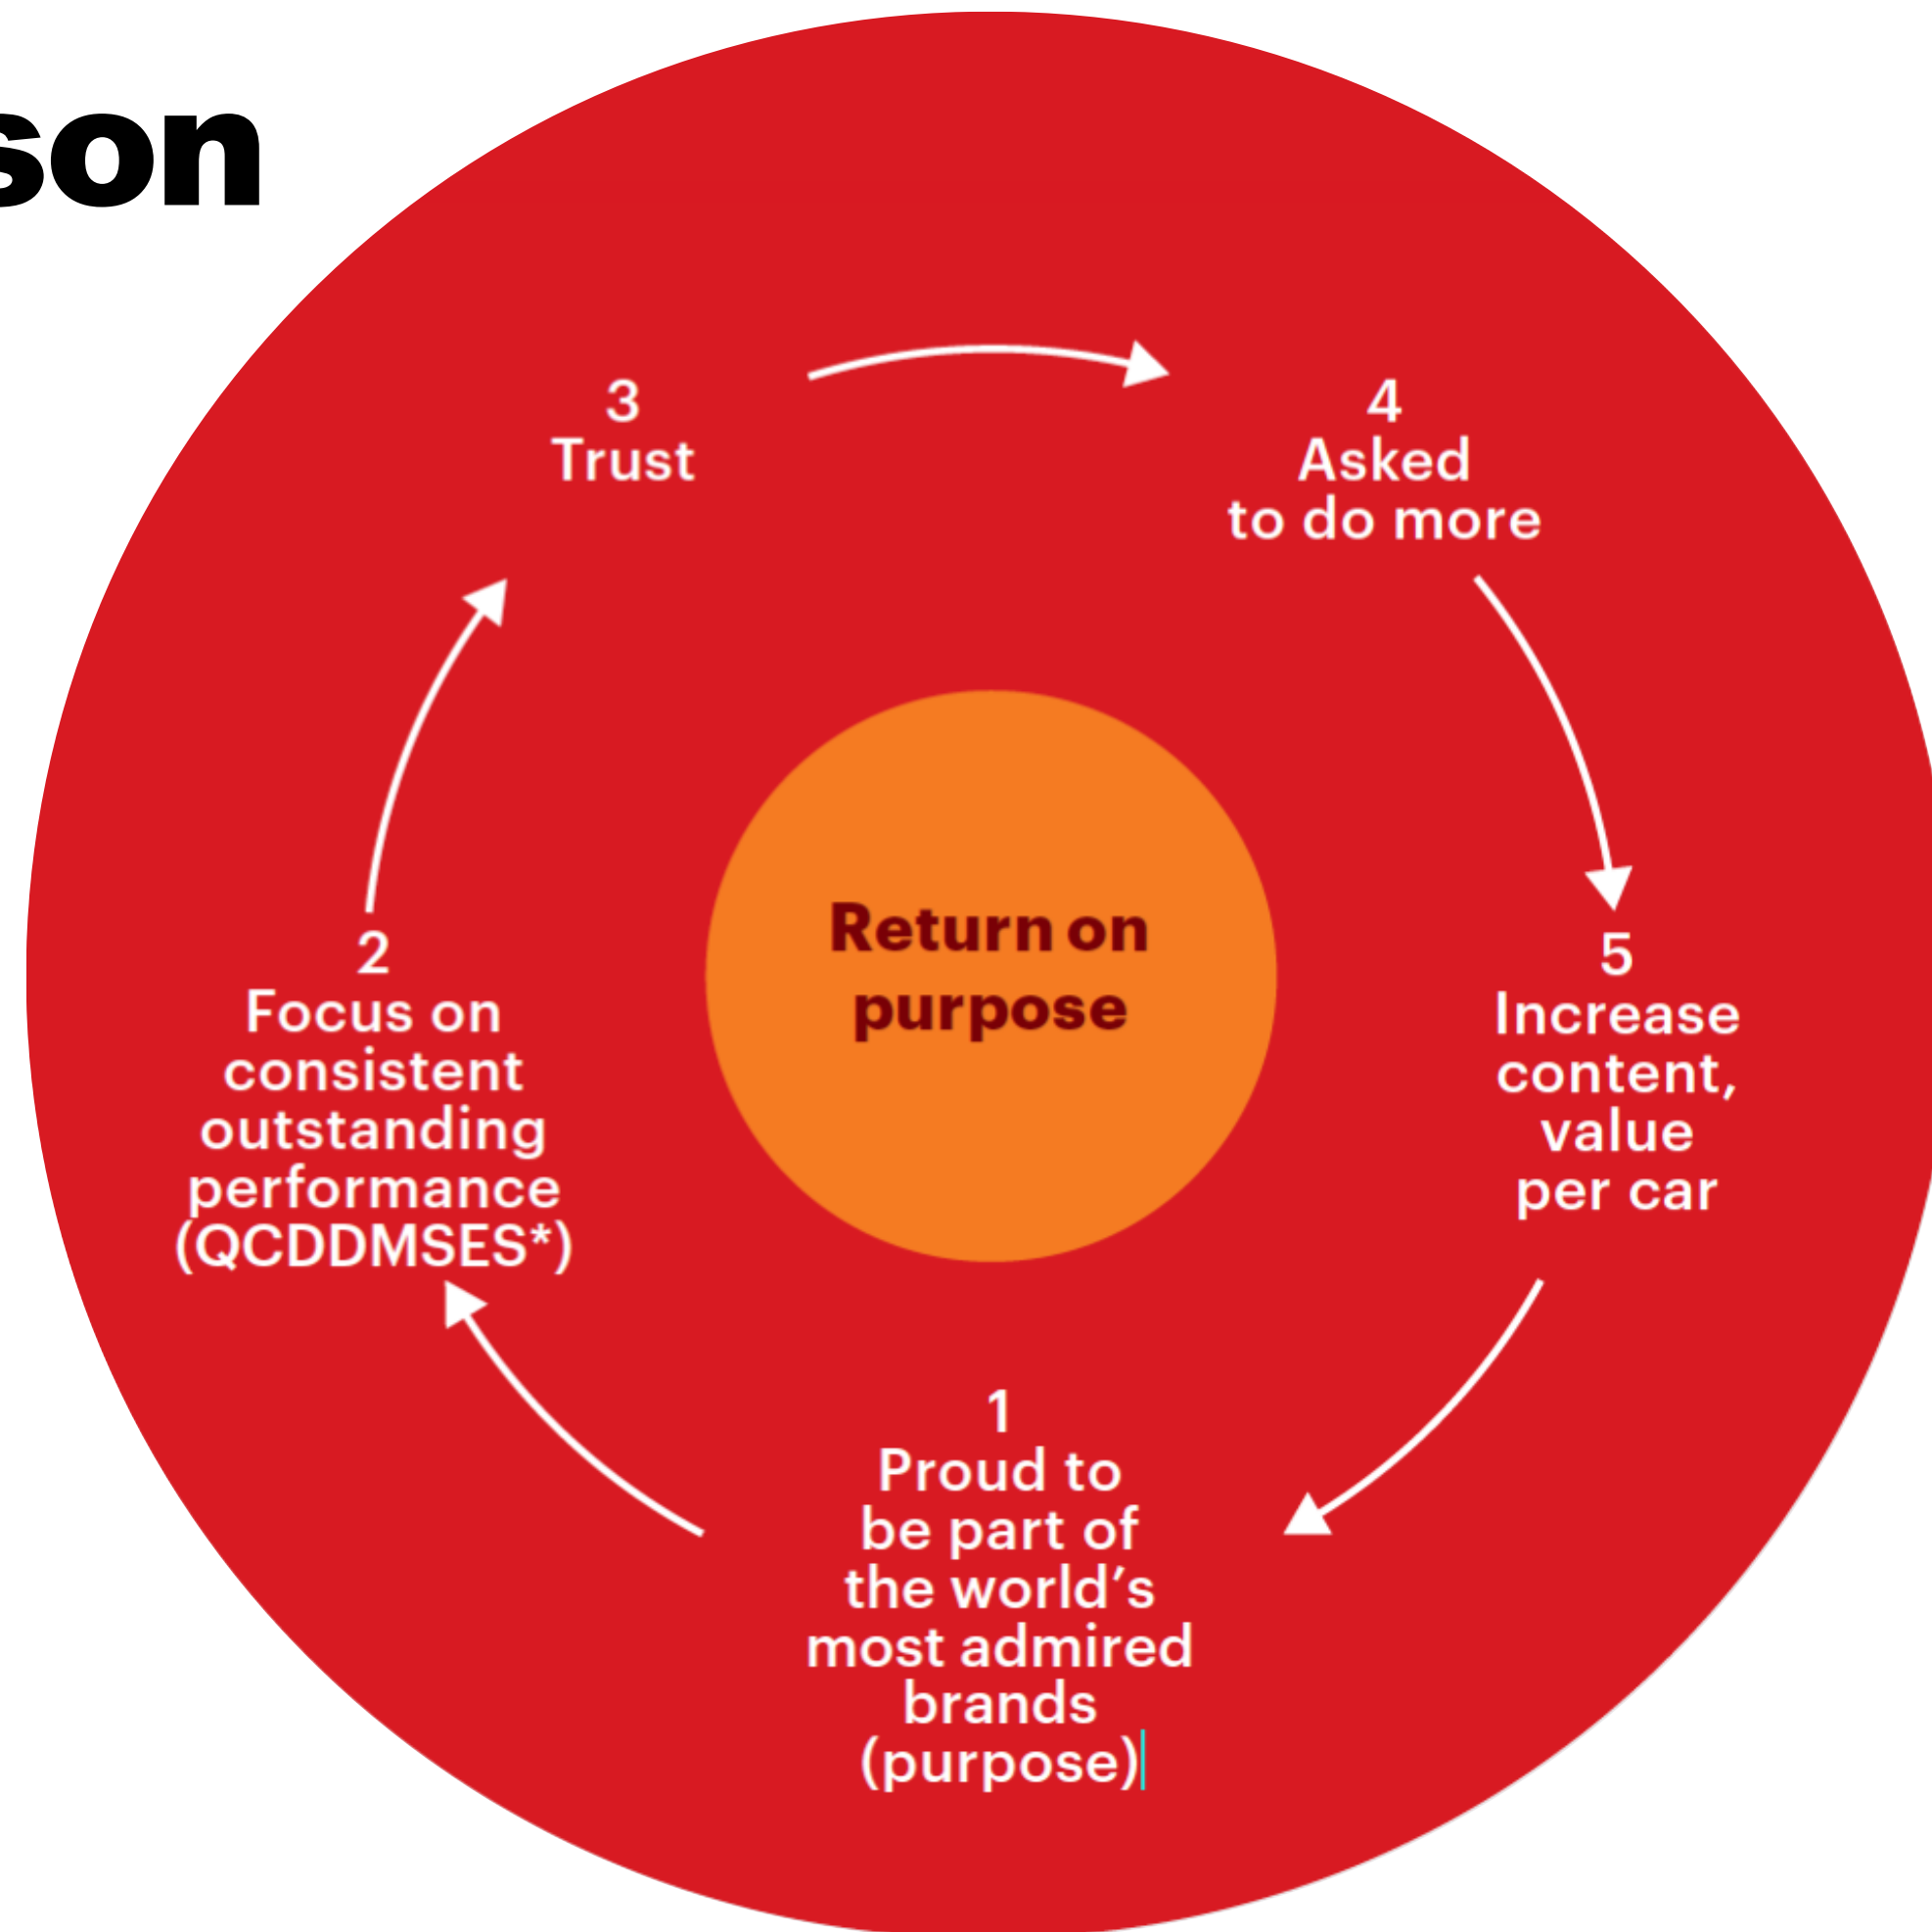 son
3
Trust
4
Asked
to do more
Return on
purpose
2
Focus on
consistent
outstanding
performance
(QCDDMSES*)
5
Increase
content,
value
per car
1
Proud to
be part of
the world’s
most admired
brands
(purpose)